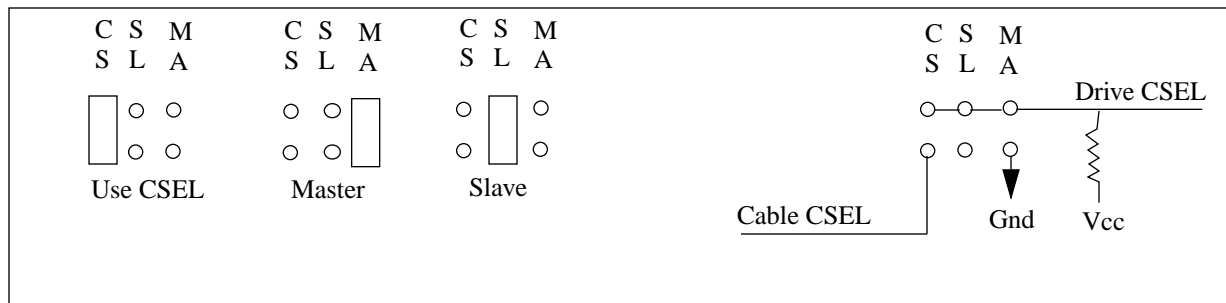 C S M
S L A
Use CSEL
C S M
S L A
Master
C S M
S L A
Slave
C S M
S L A
Drive CSEL
Cable CSEL
Gnd
Vcc